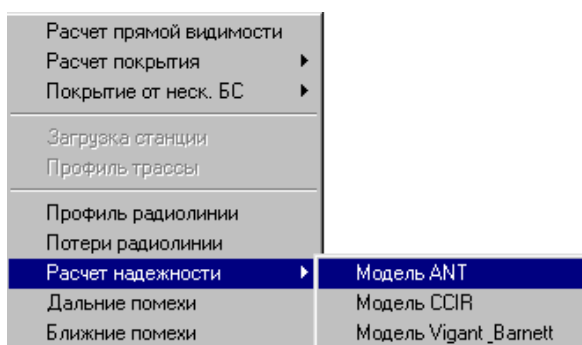 Расчет прямой видимости
Расчет покрытия
Покрытие от неск. БС
Загрузка станции
Профиль трассы
Профиль радиолинии
Потери радиолинии
Расчет надежности
Модель ANT
Дальние помехи
Модель CCIR
Ближние помехи
Модель Vigant_Barnett